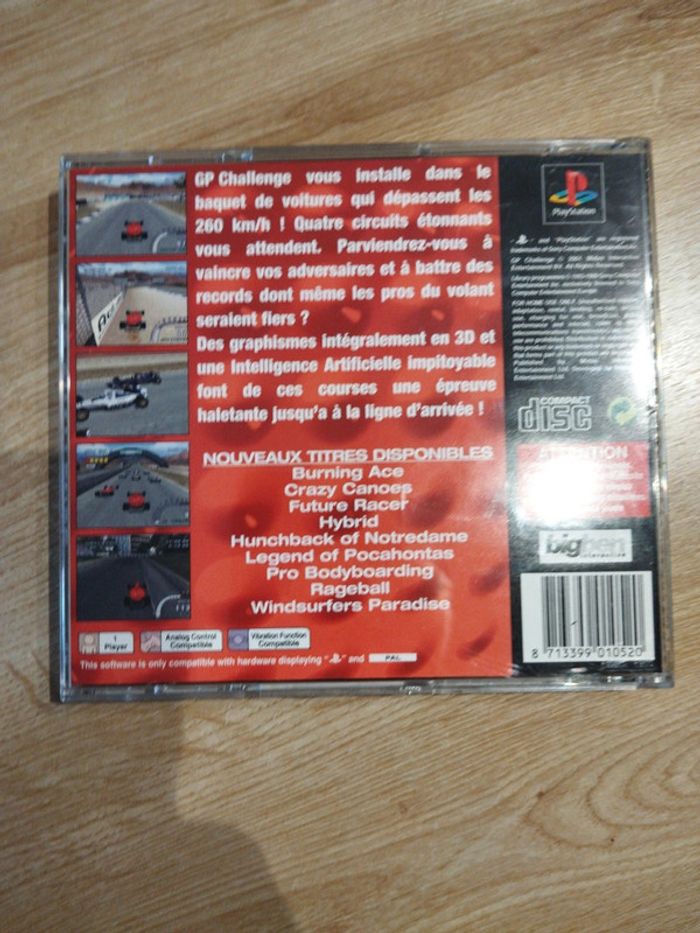 GP Challenge vous installe dans le
baquet de voitures qui dépassent les
260 km/h ! Quatre circuits étonnants
vous attendent. Parviendrez-vous à
vaincre vos adversaires et à battre des
records dont même les pros du volant
seraient fiers ?
Des graphismes intégralement en 3D et
une Intelligence Artificielle impitoyable
font de ces courses une épreuve
haletante jusqu'a à la ligne d'arrivée !
NOUVEAUX TITRES DISPONIBLES
Burning Ace
Crazy Canoes
Future Racer
Hybrid
Hunchback of Notredame
Legend of Pocahontas
Pro Bodyboarding
Rageball
Windsurfers Paradise
1
Player
Analog Control
Compatible
Vibration Function
Compatible
This software is only compatible with hardware displaying " " and PAL
PlayStation
COMPACT
disc
ATTENTION
bigben
interactive
8 713399 010520